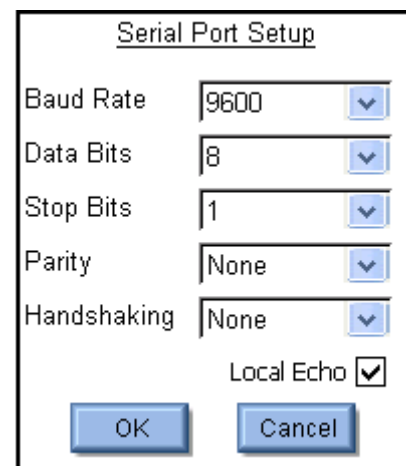 Serial Port Setup
Baud Rate 9600
Data Bits 8
Stop Bits 1
Parity None
Handshaking None
Local Echo
OK Cancel